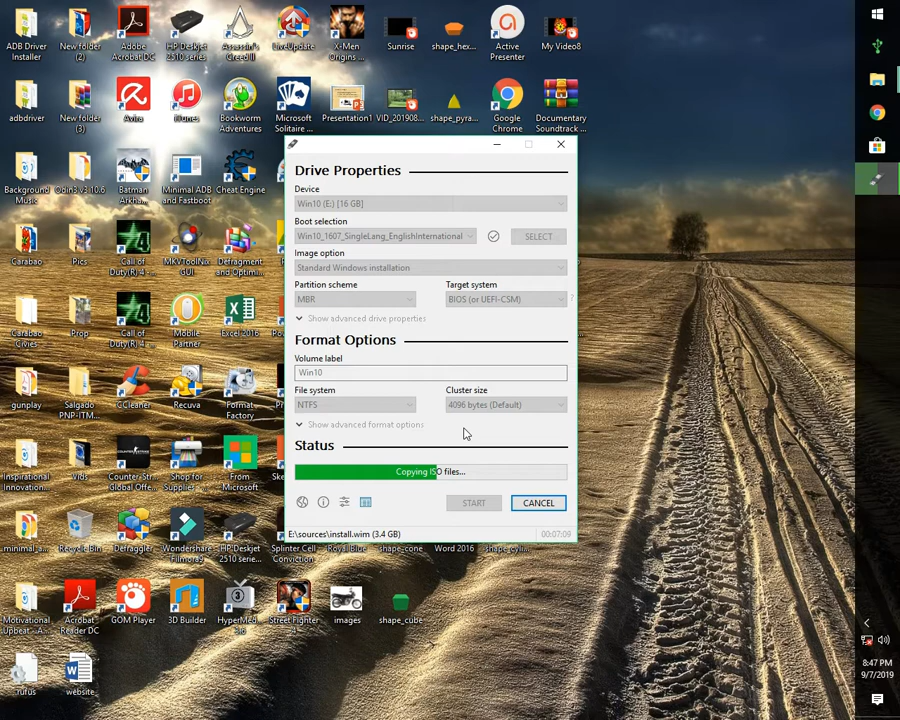 ADB Driver
Installer
New folder
(2)
Adobe
Acrobat DC
HP Deskjet
2510 series
Assassin's
Creed II
LiveUpdate
X-Men
Origins ...
Sunrise
shape_hex...
Active
Presenter
My Video8
adbdriver
New folder
(3)
Avira
iTunes
Bookworm
Adventures
Microsoft
Solitaire ...
Presentation1
VID_201908...
shape_pyra...
Google
Chrome
Documentary
Soundtrack ...
Background
Music
Odin3 v3.10.6
Batman
Arkha...
Minimal ADB
and Fastboot
Cheat Engine
Carabao
Pics
Call of
Duty(R) 4 - ...
MKVToolNix
GUI
Defragment
and Optimi...
Carabao
Civies
Prop
Call of
Duty(R) 4 - ...
Mobile
Partner
Excel 2016
gunplay
Salgado
PNP-ITM...
CCleaner
Recuva
Format
Factory
Inspirational
Innovation...
Vids
Counter-Str...
Global Offe...
Shop for
Supplies - ...
From
Microsoft
minimal_a...
Recycle Bin
Defraggler
Wondershare
Filmora9
HP Deskjet
2510 serie...
Splinter Cell
Conviction
Royal Blue
shape-cone
Word 2016
shape_cyli...
Motivational
Upbeat - A...
Acrobat
Reader DC
GOM Player
3D Builder
HyperMed...
Street Fighter
images
shape_cube
rufus
website
Drive Properties
Device
Win10 (E:) [16 GB]
Boot selection
Win10_1607_SingleLang_EnglishInternational
SELECT
Image option
Standard Windows installation
Partition scheme
Target system
MBR
BIOS (or UEFI-CSM)
?
Show advanced drive properties
Format Options
Volume label
Win10
File system
Cluster size
NTFS
4096 bytes (Default)
Show advanced format options
Status
Copying ISO files...
START
CANCEL
E:\sources\install.wim (3.4 GB)
00:07:09
8:47 PM
9/7/2019